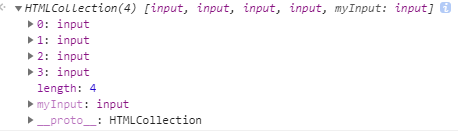 HTMLCollection(4) [input, input, input, input, myInput: input] i
0: input
1: input
2: input
3: input
length: 4
myInput: input
__proto__: HTMLCollection